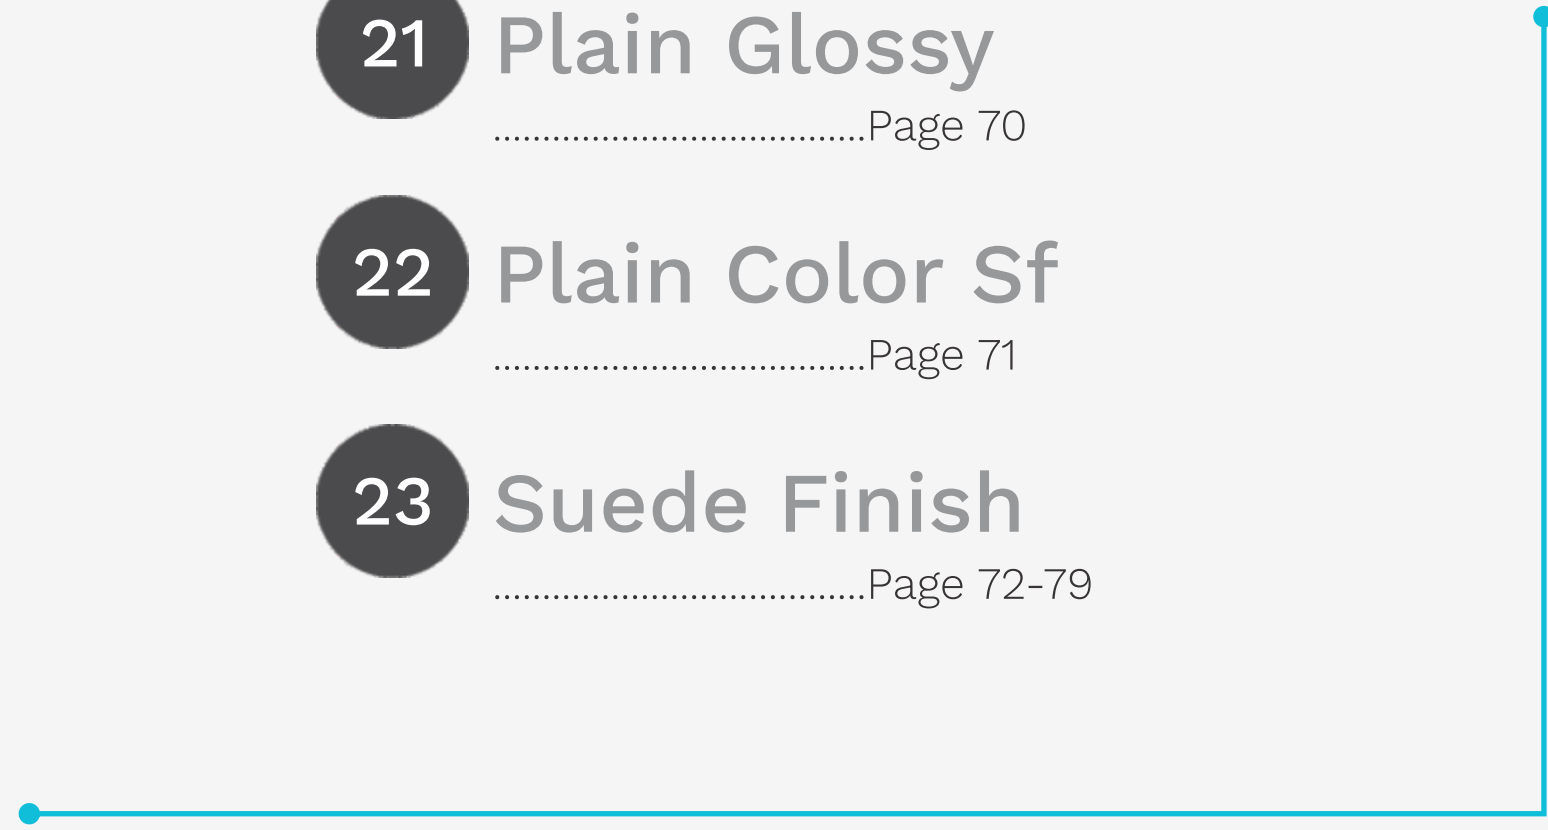 21 Plain Glossy
.......................................Page 70
22 Plain Color Sf
.......................................Page 71
23 Suede Finish
.......................................Page 72-79